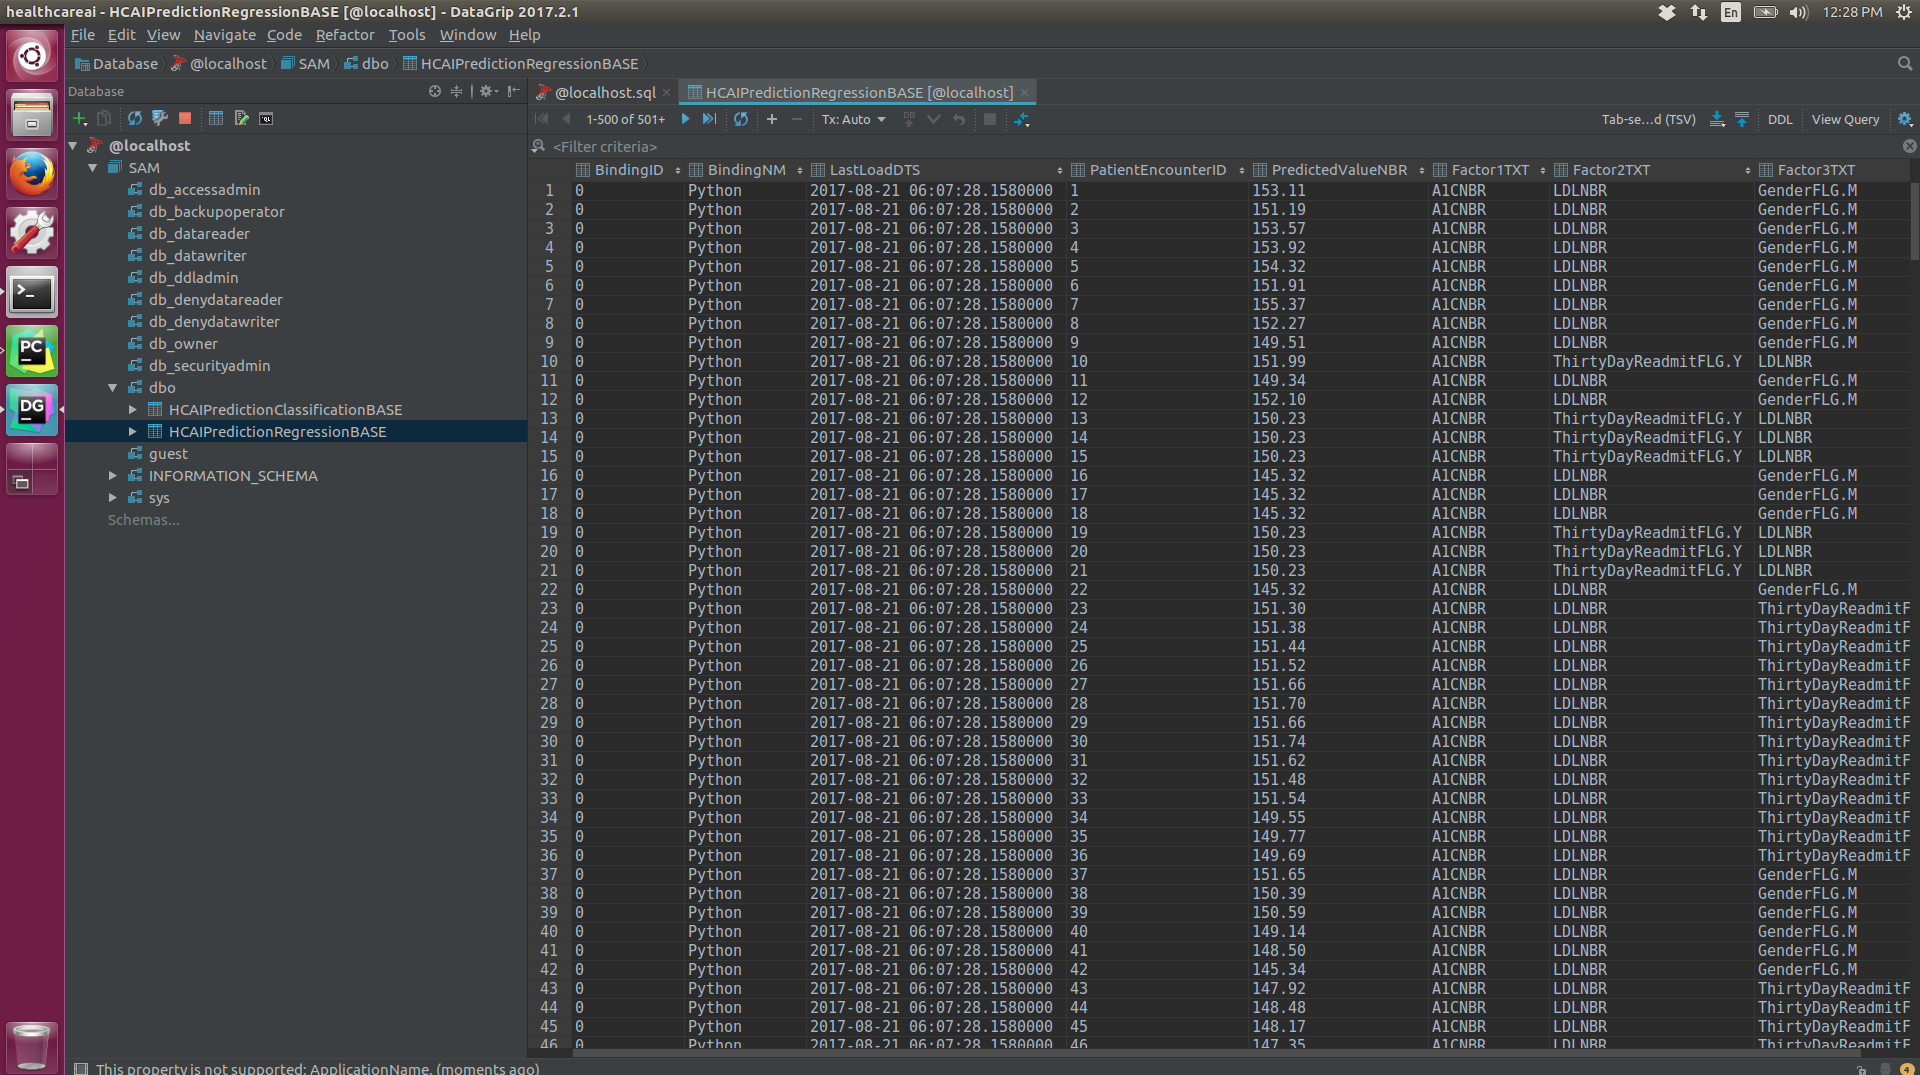 healthcareai - HCAIPredictionRegressionBASE [@localhost] - DataGrip 2017.2.1
En
12:28 PM
File Edit View Navigate Code Refactor Tools Window Help
Database @localhost SAM dbo HCAIPredictionRegressionBASE
Database
@localhost
SAM
db_accessadmin
db_backupoperator
db_datareader
db_datawriter
db_ddladmin
db_denydatareader
db_denydatawriter
db_owner
db_securityadmin
dbo
HCAIPredictionClassificationBASE
HCAIPredictionRegressionBASE
guest
INFORMATION_SCHEMA
sys
Schemas...
PC
DG
@localhost.sql HCAIPredictionRegressionBASE [@localhost]
1-500 of 501+ Tx: Auto DB Tab-se...d (TSV) DDL View Query
<Filter criteria>
BindingID BindingNM LastLoadDTS PatientEncounterID PredictedValueNBR Factor1TXT Factor2TXT Factor3TXT
1 0 Python 2017-08-21 06:07:28.1580000 1 153.11 A1CNBR LDLNBR GenderFLG.M
2 0 Python 2017-08-21 06:07:28.1580000 2 151.19 A1CNBR LDLNBR GenderFLG.M
3 0 Python 2017-08-21 06:07:28.1580000 3 153.57 A1CNBR LDLNBR GenderFLG.M
4 0 Python 2017-08-21 06:07:28.1580000 4 153.92 A1CNBR LDLNBR GenderFLG.M
5 0 Python 2017-08-21 06:07:28.1580000 5 154.32 A1CNBR LDLNBR GenderFLG.M
6 0 Python 2017-08-21 06:07:28.1580000 6 151.91 A1CNBR LDLNBR GenderFLG.M
7 0 Python 2017-08-21 06:07:28.1580000 7 155.37 A1CNBR LDLNBR GenderFLG.M
8 0 Python 2017-08-21 06:07:28.1580000 8 152.27 A1CNBR LDLNBR GenderFLG.M
9 0 Python 2017-08-21 06:07:28.1580000 9 149.51 A1CNBR LDLNBR GenderFLG.M
10 0 Python 2017-08-21 06:07:28.1580000 10 151.99 A1CNBR ThirtyDayReadmitFLG.Y LDLNBR
11 0 Python 2017-08-21 06:07:28.1580000 11 149.34 A1CNBR LDLNBR GenderFLG.M
12 0 Python 2017-08-21 06:07:28.1580000 12 152.10 A1CNBR LDLNBR GenderFLG.M
13 0 Python 2017-08-21 06:07:28.1580000 13 150.23 A1CNBR ThirtyDayReadmitFLG.Y LDLNBR
14 0 Python 2017-08-21 06:07:28.1580000 14 150.23 A1CNBR ThirtyDayReadmitFLG.Y LDLNBR
15 0 Python 2017-08-21 06:07:28.1580000 15 150.23 A1CNBR ThirtyDayReadmitFLG.Y LDLNBR
16 0 Python 2017-08-21 06:07:28.1580000 16 145.32 A1CNBR LDLNBR GenderFLG.M
17 0 Python 2017-08-21 06:07:28.1580000 17 145.32 A1CNBR LDLNBR GenderFLG.M
18 0 Python 2017-08-21 06:07:28.1580000 18 145.32 A1CNBR LDLNBR GenderFLG.M
19 0 Python 2017-08-21 06:07:28.1580000 19 150.23 A1CNBR ThirtyDayReadmitFLG.Y LDLNBR
20 0 Python 2017-08-21 06:07:28.1580000 20 150.23 A1CNBR ThirtyDayReadmitFLG.Y LDLNBR
21 0 Python 2017-08-21 06:07:28.1580000 21 150.23 A1CNBR ThirtyDayReadmitFLG.Y LDLNBR
22 0 Python 2017-08-21 06:07:28.1580000 22 145.32 A1CNBR LDLNBR GenderFLG.M
23 0 Python 2017-08-21 06:07:28.1580000 23 151.30 A1CNBR LDLNBR ThirtyDayReadmitF
24 0 Python 2017-08-21 06:07:28.1580000 24 151.38 A1CNBR LDLNBR ThirtyDayReadmitF
25 0 Python 2017-08-21 06:07:28.1580000 25 151.44 A1CNBR LDLNBR ThirtyDayReadmitF
26 0 Python 2017-08-21 06:07:28.1580000 26 151.52 A1CNBR LDLNBR ThirtyDayReadmitF
27 0 Python 2017-08-21 06:07:28.1580000 27 151.66 A1CNBR LDLNBR ThirtyDayReadmitF
28 0 Python 2017-08-21 06:07:28.1580000 28 151.70 A1CNBR LDLNBR ThirtyDayReadmitF
29 0 Python 2017-08-21 06:07:28.1580000 29 151.66 A1CNBR LDLNBR ThirtyDayReadmitF
30 0 Python 2017-08-21 06:07:28.1580000 30 151.74 A1CNBR LDLNBR ThirtyDayReadmitF
31 0 Python 2017-08-21 06:07:28.1580000 31 151.62 A1CNBR LDLNBR ThirtyDayReadmitF
32 0 Python 2017-08-21 06:07:28.1580000 32 151.48 A1CNBR LDLNBR ThirtyDayReadmitF
33 0 Python 2017-08-21 06:07:28.1580000 33 151.54 A1CNBR LDLNBR ThirtyDayReadmitF
34 0 Python 2017-08-21 06:07:28.1580000 34 149.55 A1CNBR LDLNBR ThirtyDayReadmitF
35 0 Python 2017-08-21 06:07:28.1580000 35 149.77 A1CNBR LDLNBR ThirtyDayReadmitF
36 0 Python 2017-08-21 06:07:28.1580000 36 149.69 A1CNBR LDLNBR ThirtyDayReadmitF
37 0 Python 2017-08-21 06:07:28.1580000 37 151.65 A1CNBR LDLNBR GenderFLG.M
38 0 Python 2017-08-21 06:07:28.1580000 38 150.39 A1CNBR LDLNBR GenderFLG.M
39 0 Python 2017-08-21 06:07:28.1580000 39 150.59 A1CNBR LDLNBR GenderFLG.M
40 0 Python 2017-08-21 06:07:28.1580000 40 149.14 A1CNBR LDLNBR GenderFLG.M
41 0 Python 2017-08-21 06:07:28.1580000 41 148.50 A1CNBR LDLNBR GenderFLG.M
42 0 Python 2017-08-21 06:07:28.1580000 42 145.34 A1CNBR LDLNBR GenderFLG.M
43 0 Python 2017-08-21 06:07:28.1580000 43 147.92 A1CNBR LDLNBR ThirtyDayReadmitF
44 0 Python 2017-08-21 06:07:28.1580000 44 148.48 A1CNBR LDLNBR ThirtyDayReadmitF
45 0 Python 2017-08-21 06:07:28.1580000 45 148.17 A1CNBR LDLNBR ThirtyDayReadmitF
46 0 Python 2017-08-21 06:07:28.1580000 46 147.35 A1CNBR LDLNBR ThirtyDayReadmitF
This property is not supported: ApplicationName. (moments ago)
4